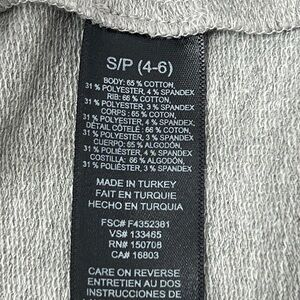 S/P (4-6)
BODY: 65 % COTTON,
31 % POLYESTER, 4 % SPANDEX
RIB: 66 % COTTON,
31 % POLYESTER, 3 % SPANDEX
CORPS : 65 % COTON,
31 % POLYESTER, 4 % SPANDEX
DÉTAIL CÔTELÉ : 66 % COTON,
31 % POLYESTER, 3 % SPANDEX
CUERPO: 65 % ALGODÓN,
31 % POLIÉSTER, 4 % SPANDEX
COSTILLA: 66 % ALGODÓN,
31 % POLIÉSTER, 3 % SPANDEX
MADE IN TURKEY
FAIT EN TURQUIE
HECHO EN TURQUIA
FSC# F4352381
VS# 133465
RN# 150708
CA# 16803
CARE ON REVERSE
ENTRETIEN AU DOS
INSTRUCCIONES DE